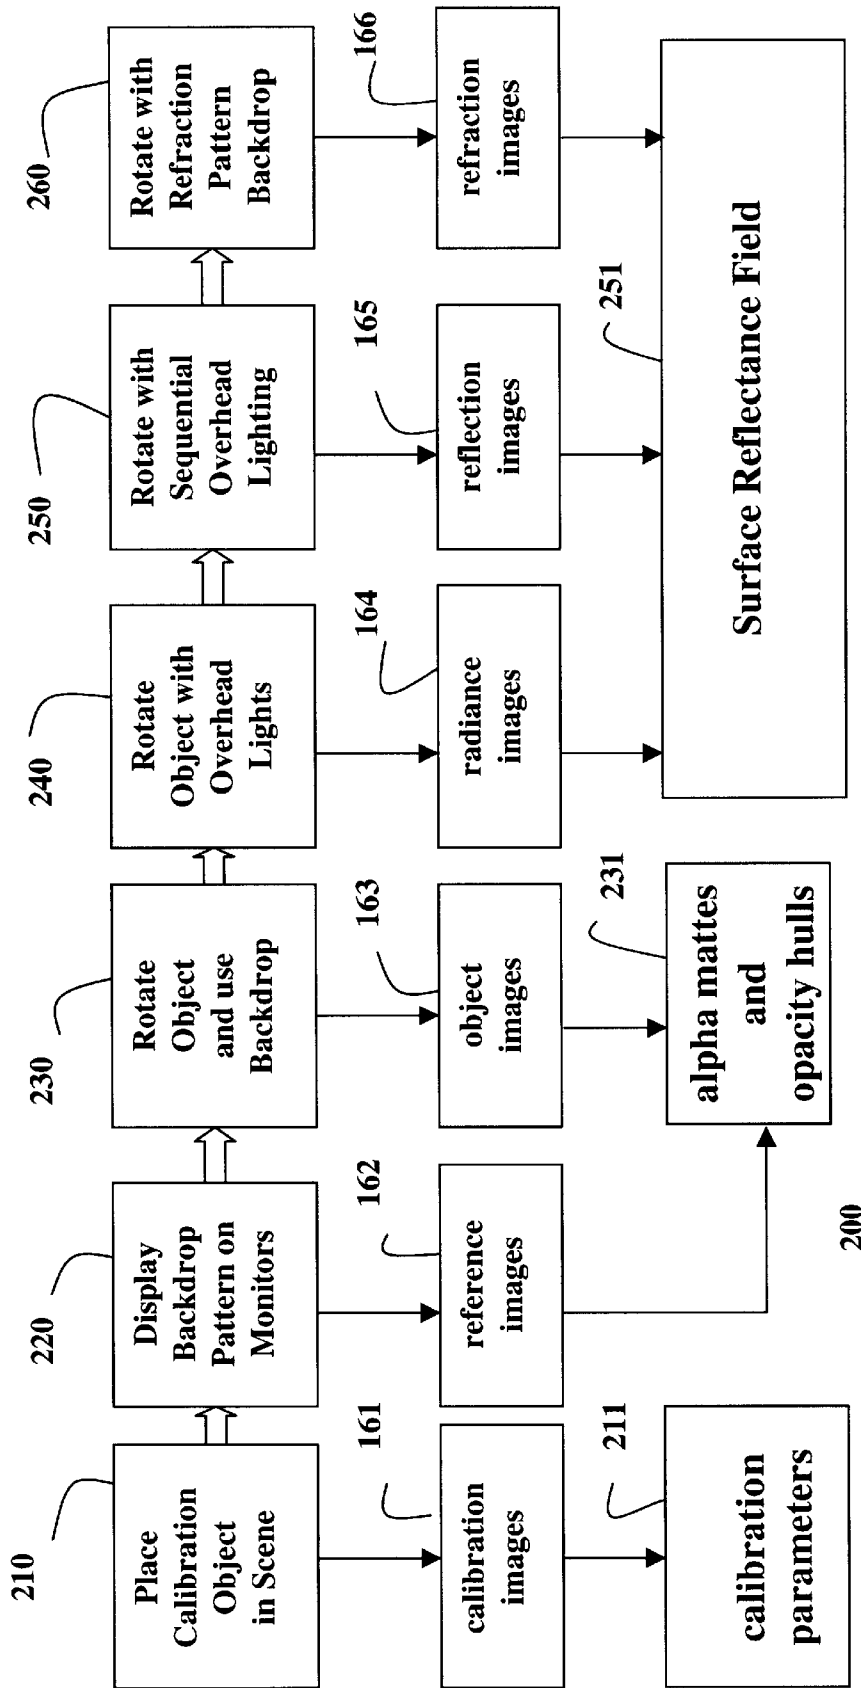 210
Place
Calibration
Object
in Scene
220
Display
Backdrop
Pattern on
Monitors
230
Rotate
Object
and use
Backdrop
240
Rotate
Object with
Overhead
Lights
250
Rotate with
Sequential
Overhead
Lighting
260
Rotate with
Refraction
Pattern
Backdrop
161
calibration
images
162
reference
images
163
object
images
164
radiance
images
165
reflection
images
166
refraction
images
211
calibration
parameters
231
alpha mattes
and
opacity hulls
251
Surface Reflectance Field
200